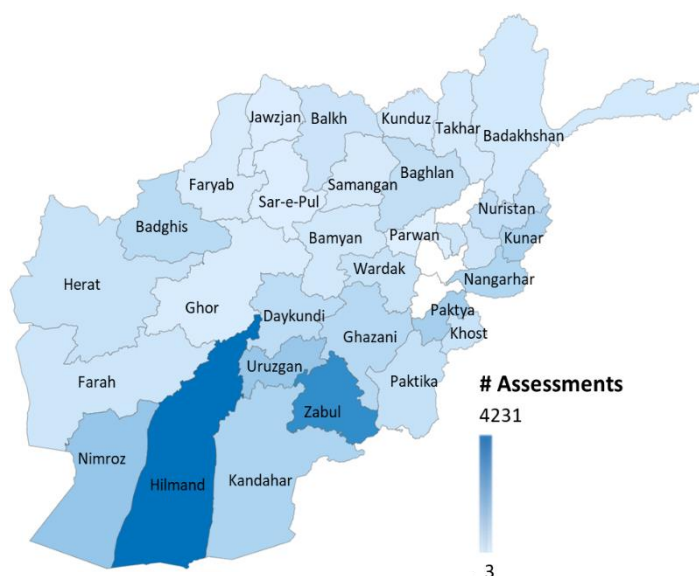 Jawzjan
Balkh
Kunduz
Takhar
Badakhshan
Faryab
Sar-e-Pul
Samangan
Baghlan
Badghis
Bamyan
Parwan
Nuristan
Kunar
Herat
Wardak
Nangarhar
Ghor
Daykundi
Ghazani
Paktya
Khost
Farah
Uruzgan
Paktika
Zabul
# Assessments
4231
Nimroz
Hilmand
Kandahar
3